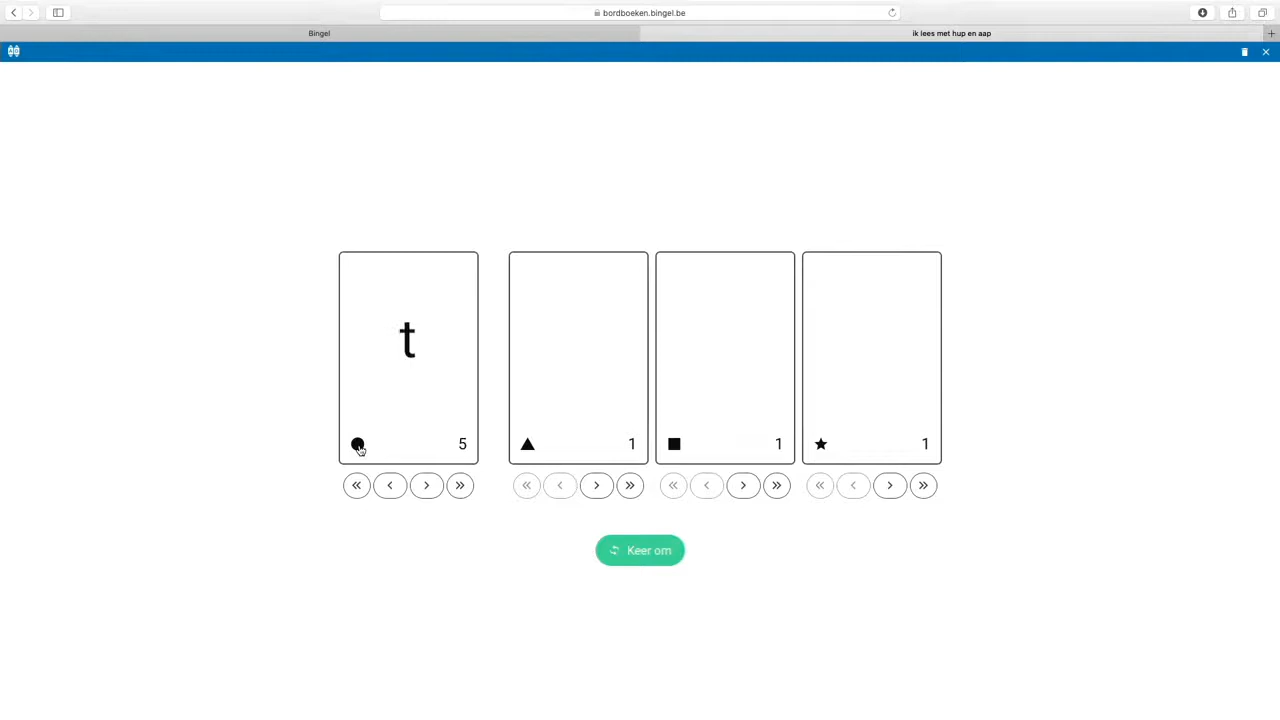 bordboeken.bingel.be
Bingel
ik lees met hup en aap
t
5
1
1
1
Keer om